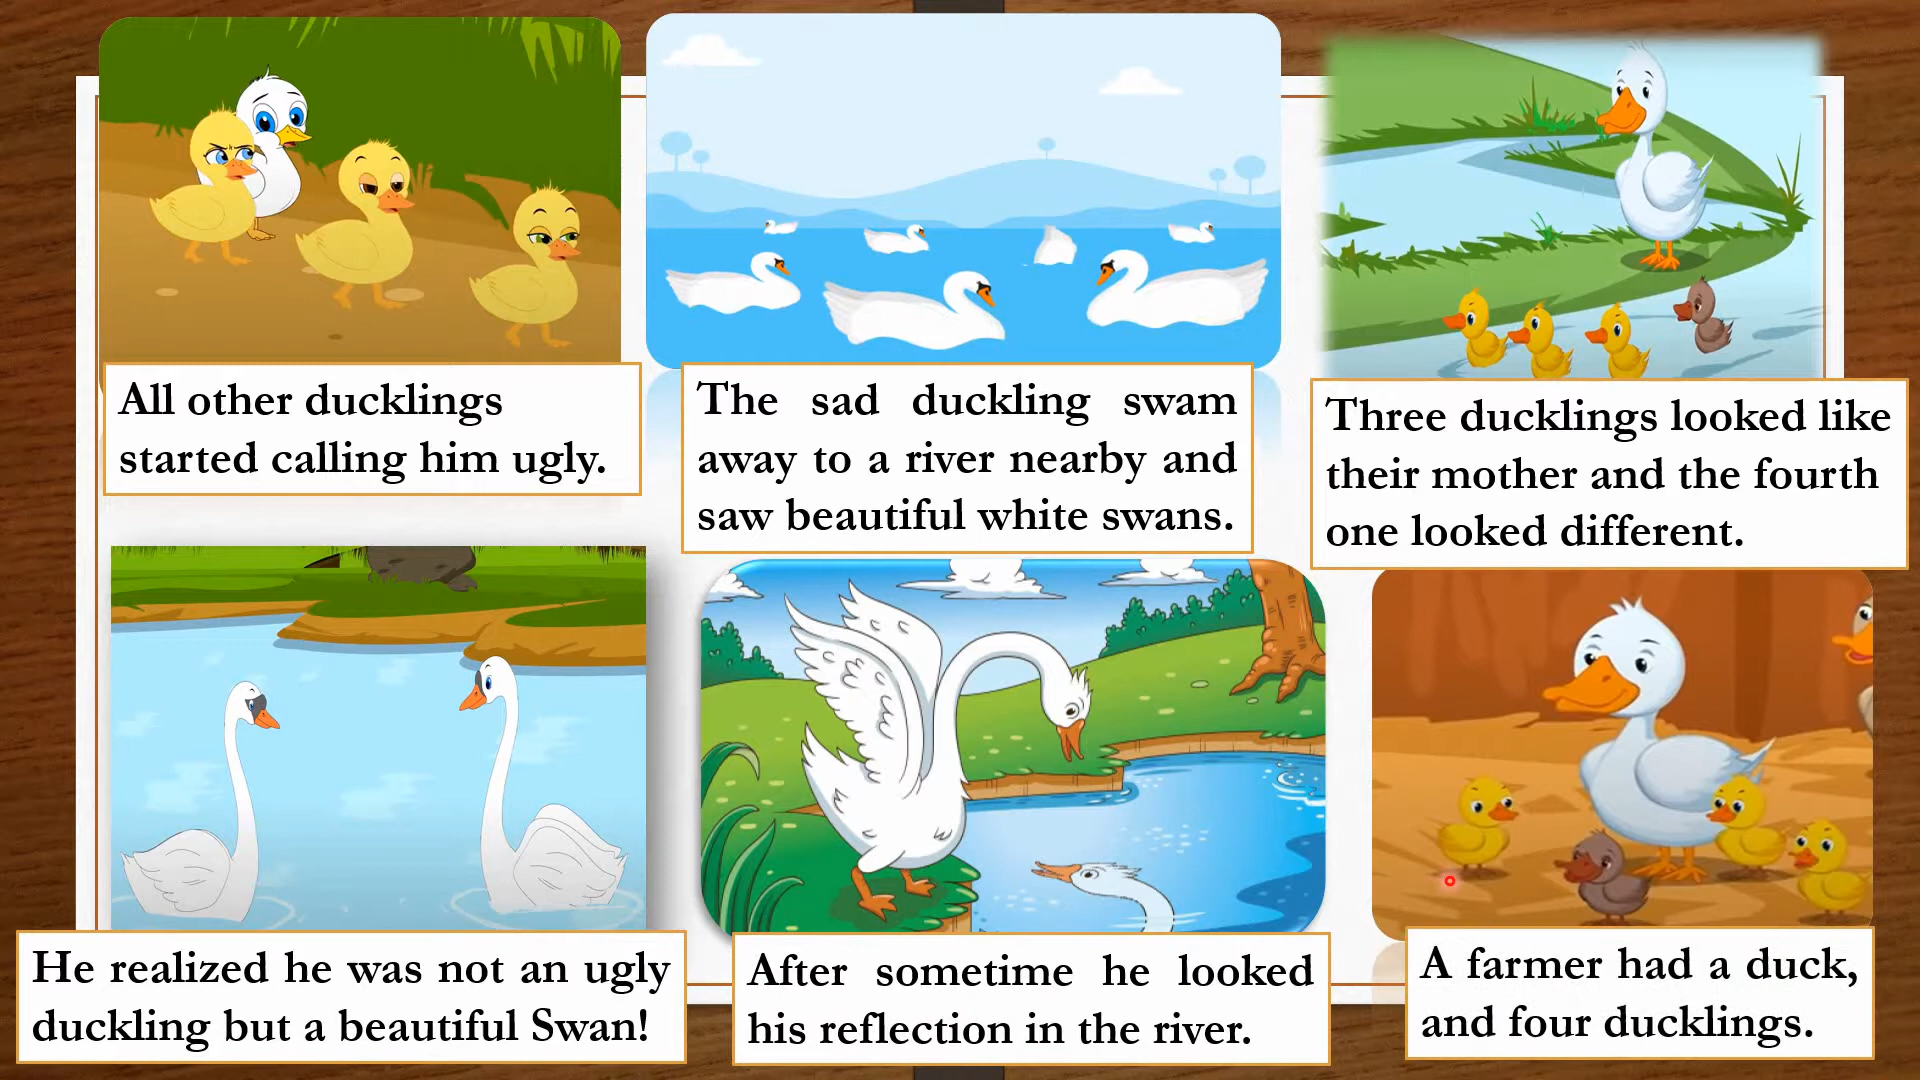 All other ducklings
started calling him ugly.
The sad duckling swam
away to a river nearby and
saw beautiful white swans.
Three ducklings looked like
their mother and the fourth
one looked different.
He realized he was not an ugly
duckling but a beautiful Swan!
After sometime he looked
his reflection in the river.
A farmer had a duck,
and four ducklings.